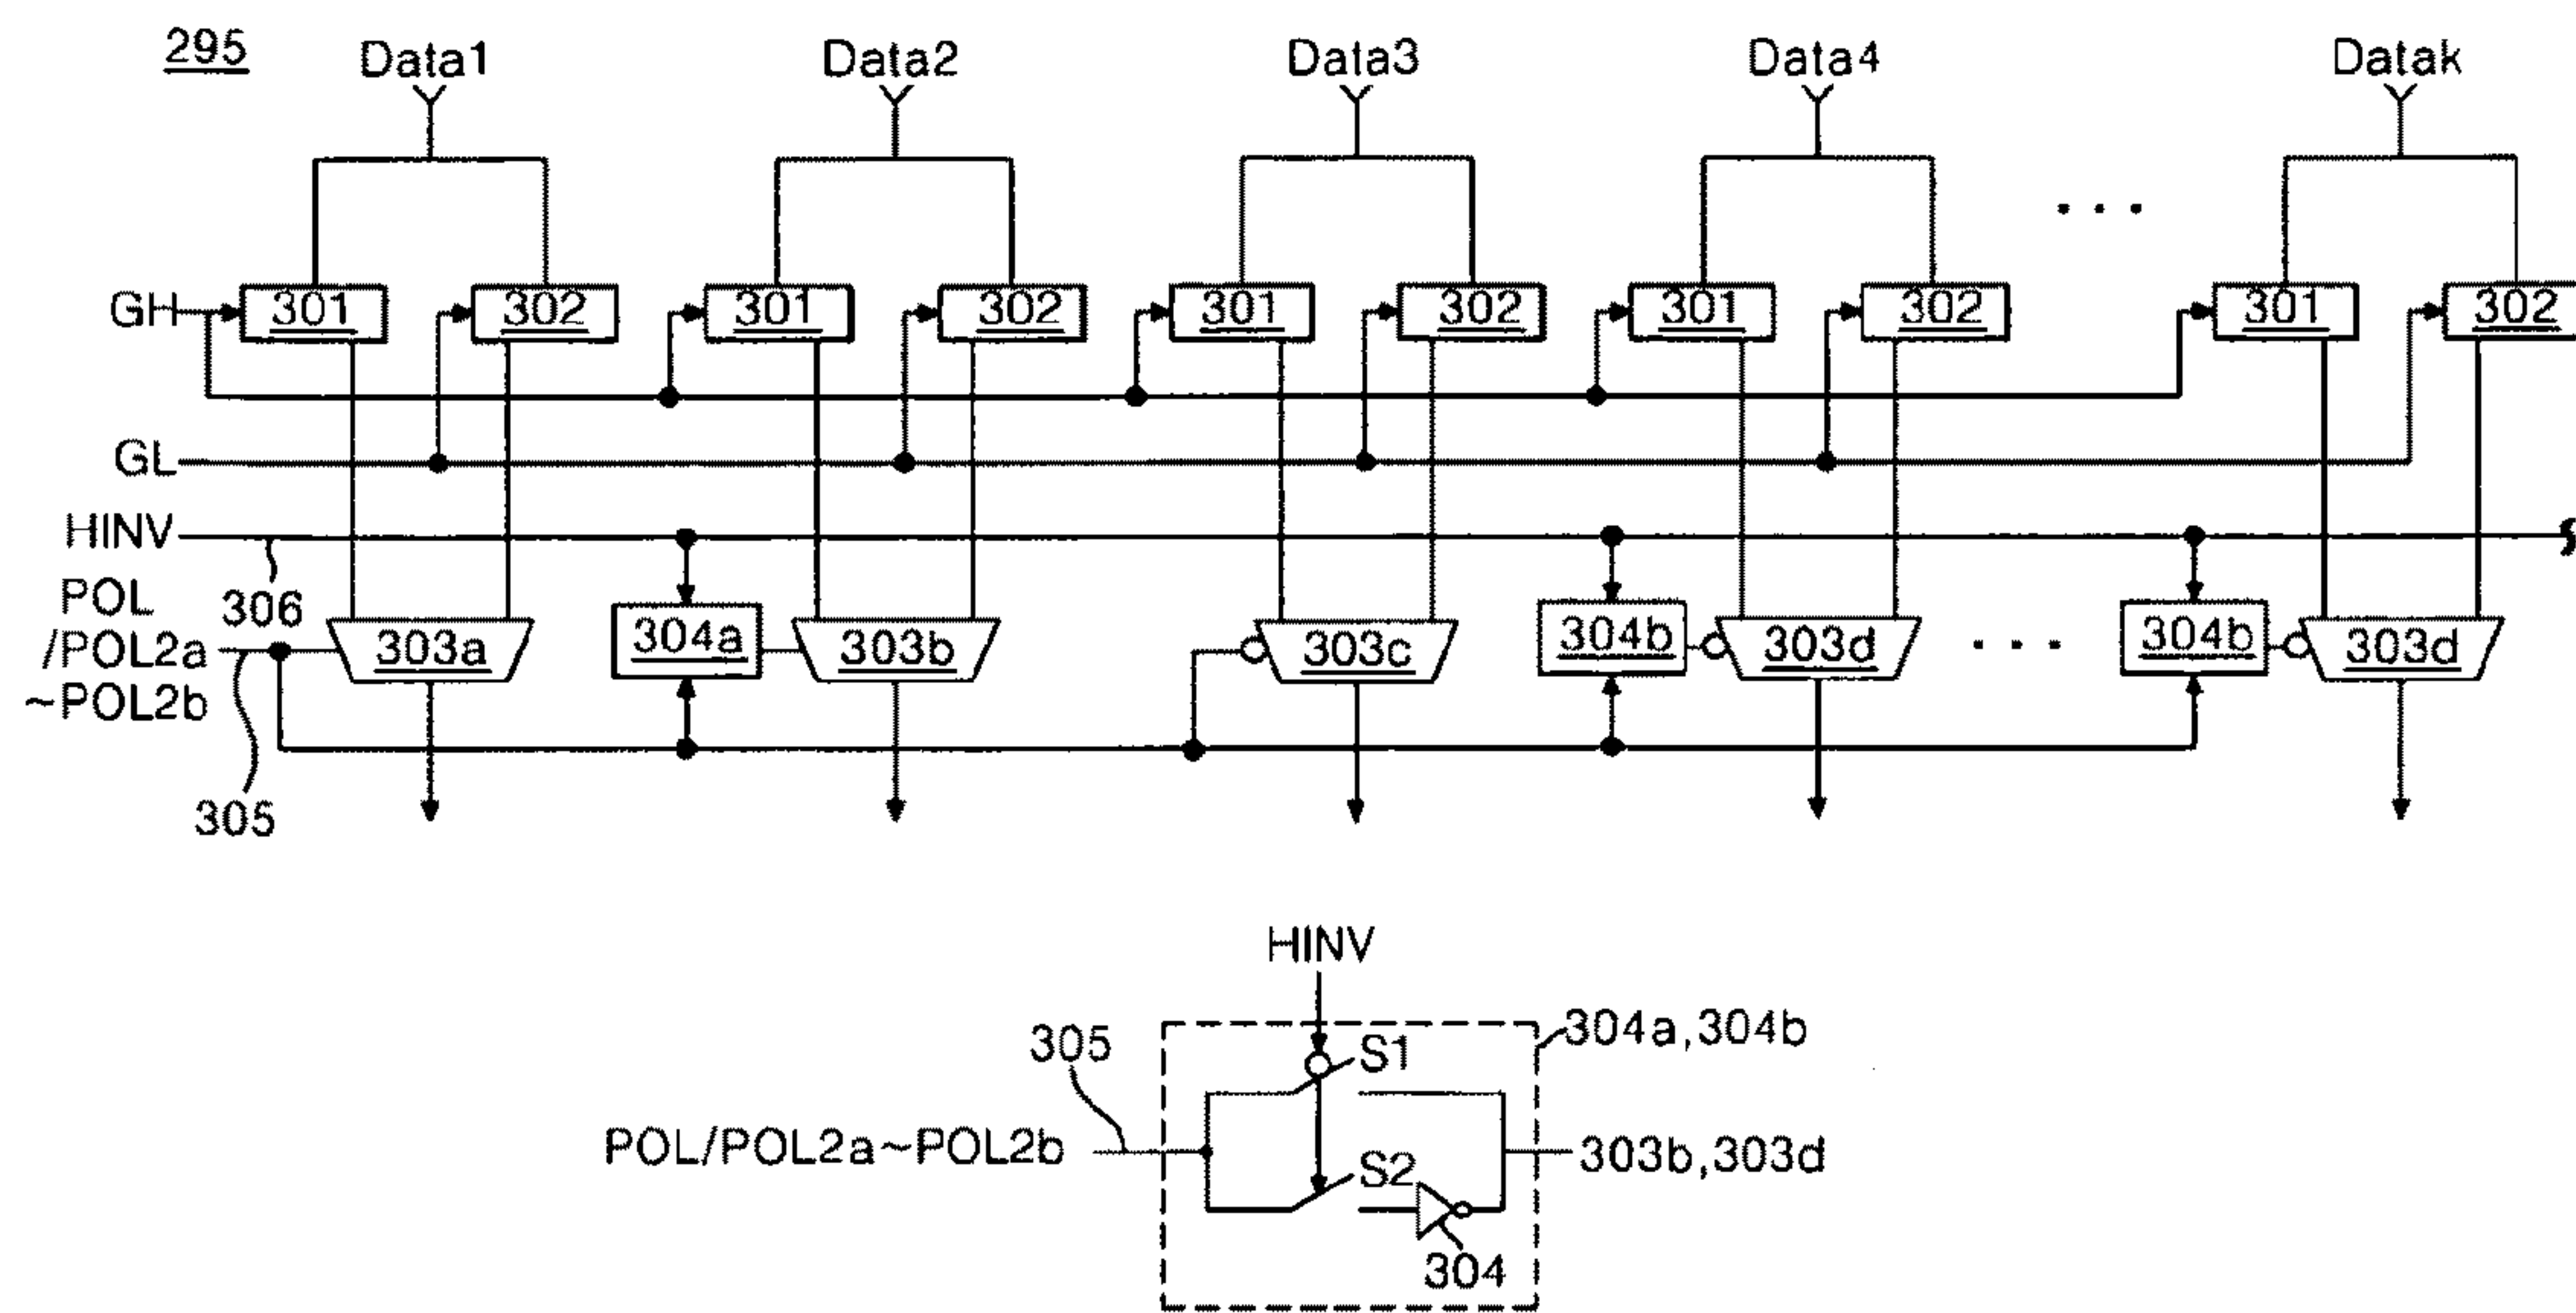 295
Data1 Data2 Data3 Data4 Datak
. . .
GH 301 302 301 302 301 302 301 302 301 302
GL
HINV
306
POL
/POL2a
~POL2b
303a 304a 303b 303c 304b 303d . . . 304b 303d
305
HINV
305 S1 304a,304b
POL/POL2a~POL2b S2 303b,303d
304